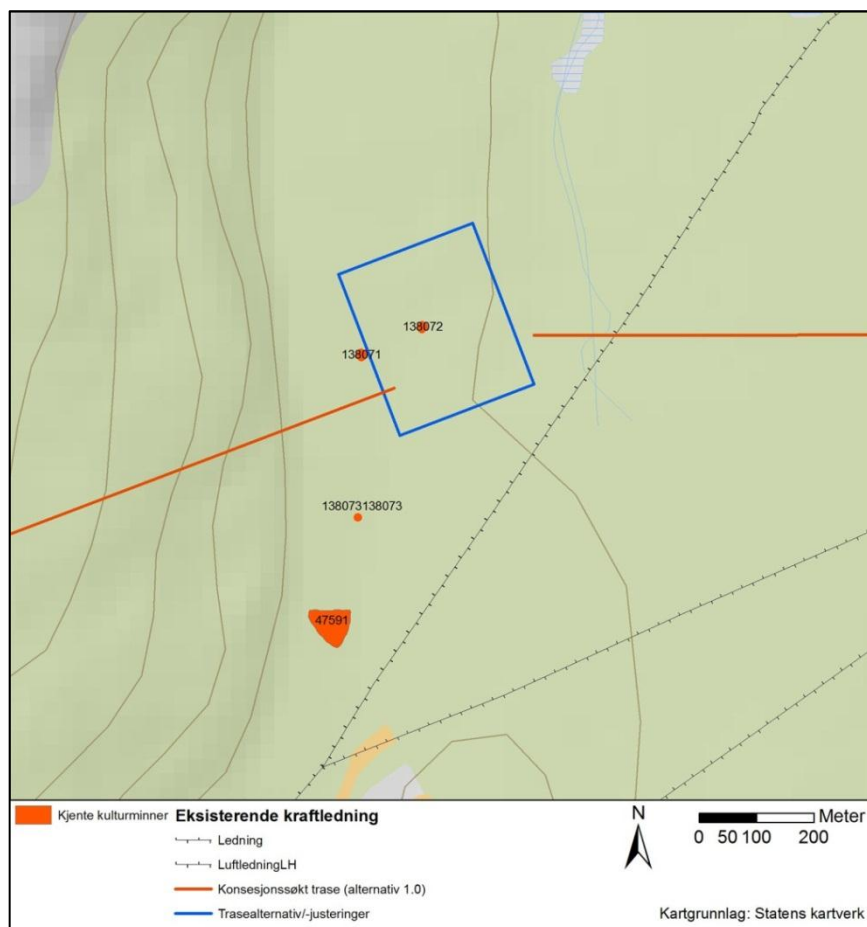 138072
138071
138073138073
47591
Kjente kulturminner
Eksisterende kraftledning
Ledning
LuftledningLH
Konsesjonssøkt trase (alternativ 1.0)
Trasealternativ/-justeringer
N
Meter
0 50 100 200
Kartgrunnlag: Statens kartverk